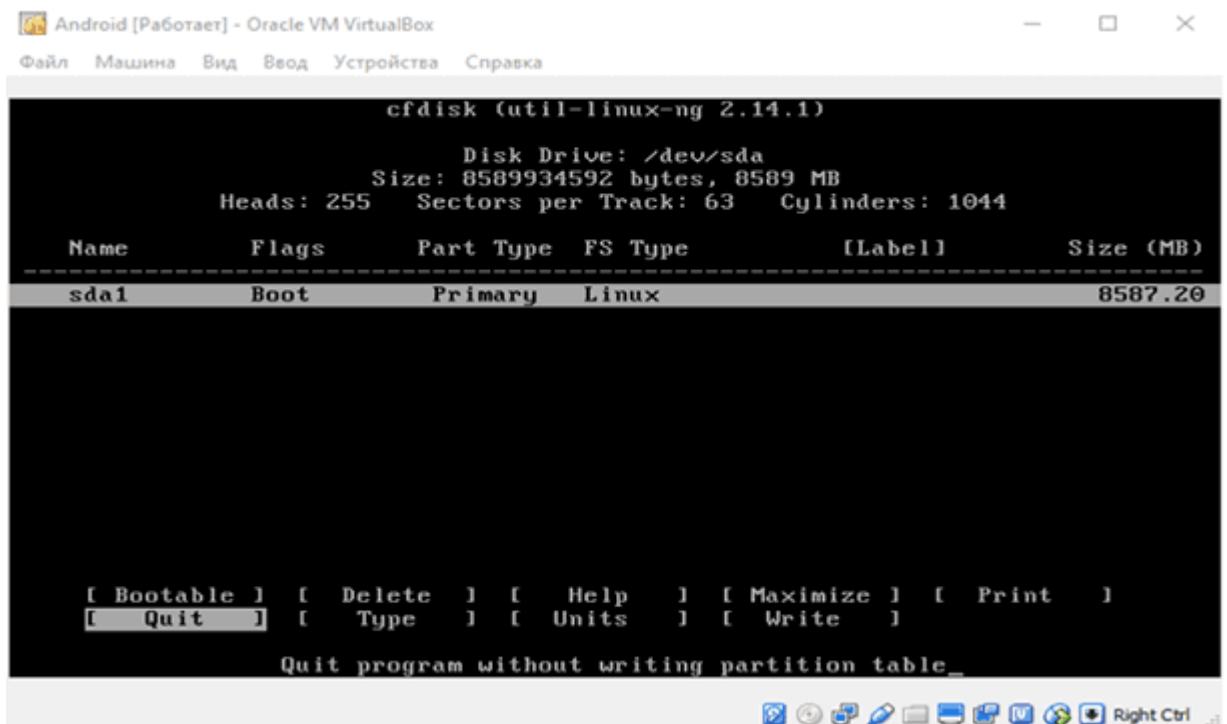 Android [Работает] - Oracle VM VirtualBox
Файл Машина Вид Ввод Устройства Справка
cfdisk (util-linux-ng 2.14.1)
Disk Drive: /dev/sda
Size: 8589934592 bytes, 8589 MB
Heads: 255 Sectors per Track: 63 Cylinders: 1044
Name Flags Part Type FS Type [Label] Size (MB)
------------------------------------------------------------------------------
sda1 Boot Primary Linux 8587.20
[ Bootable ] [ Delete ] [ Help ] [ Maximize ] [ Print ]
[ Quit ] [ Type ] [ Units ] [ Write ]
Quit program without writing partition table_
Right Ctrl